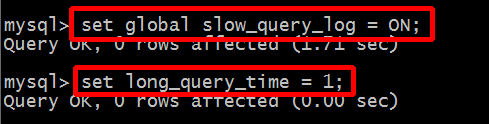 mysql> set global slow_query_log = ON;
Query OK, 0 rows affected (1.71 sec)
mysql> set long_query_time = 1;
Query OK, 0 rows affected (0.00 sec)